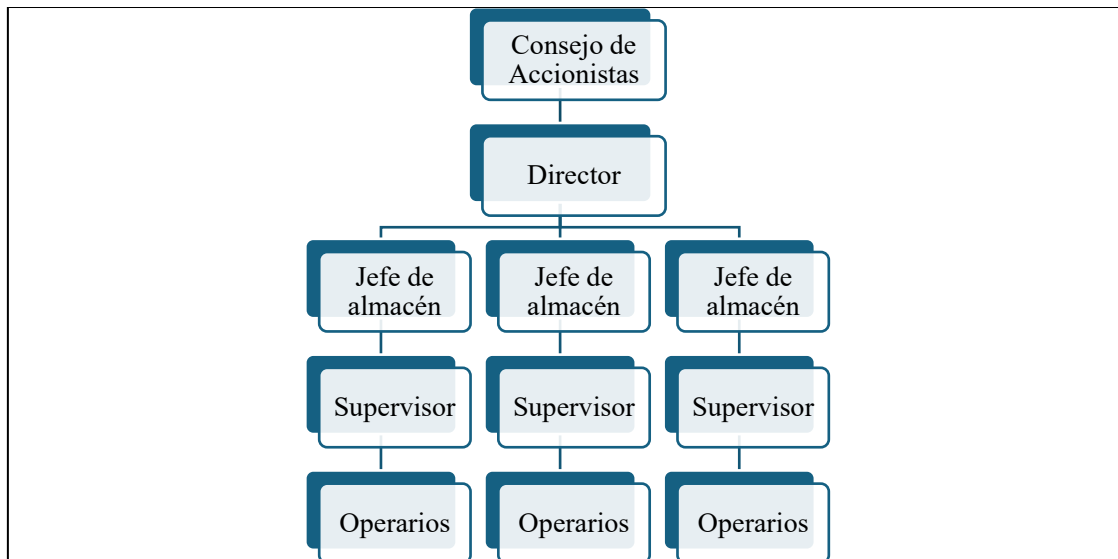 Consejo de
Accionistas
Director
Jefe de
almacén
Jefe de
almacén
Jefe de
almacén
Supervisor
Supervisor
Supervisor
Operarios
Operarios
Operarios